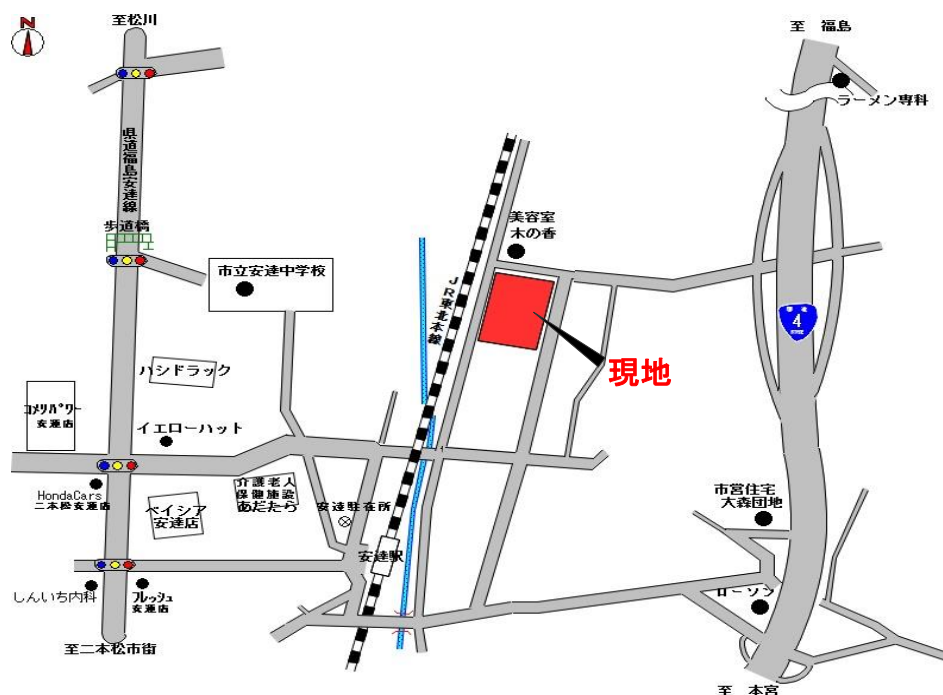 N
至松川
至 福島
ラーメン専科
県道福島安達線
歩道橋
美容室
木の香
市立安達中学校
JR東北本線
4
現地
ハシドラック
コメリパワー
安達店
イエローハット
HondaCars
二本松安達店
ベイシア
安達店
介護老人
保健施設
あだたら
安達駐在所
市営住宅
大森団地
安達駅
しんいち内科
フレッシュ
安達店
ローソン
至二本松市街
至 本宮